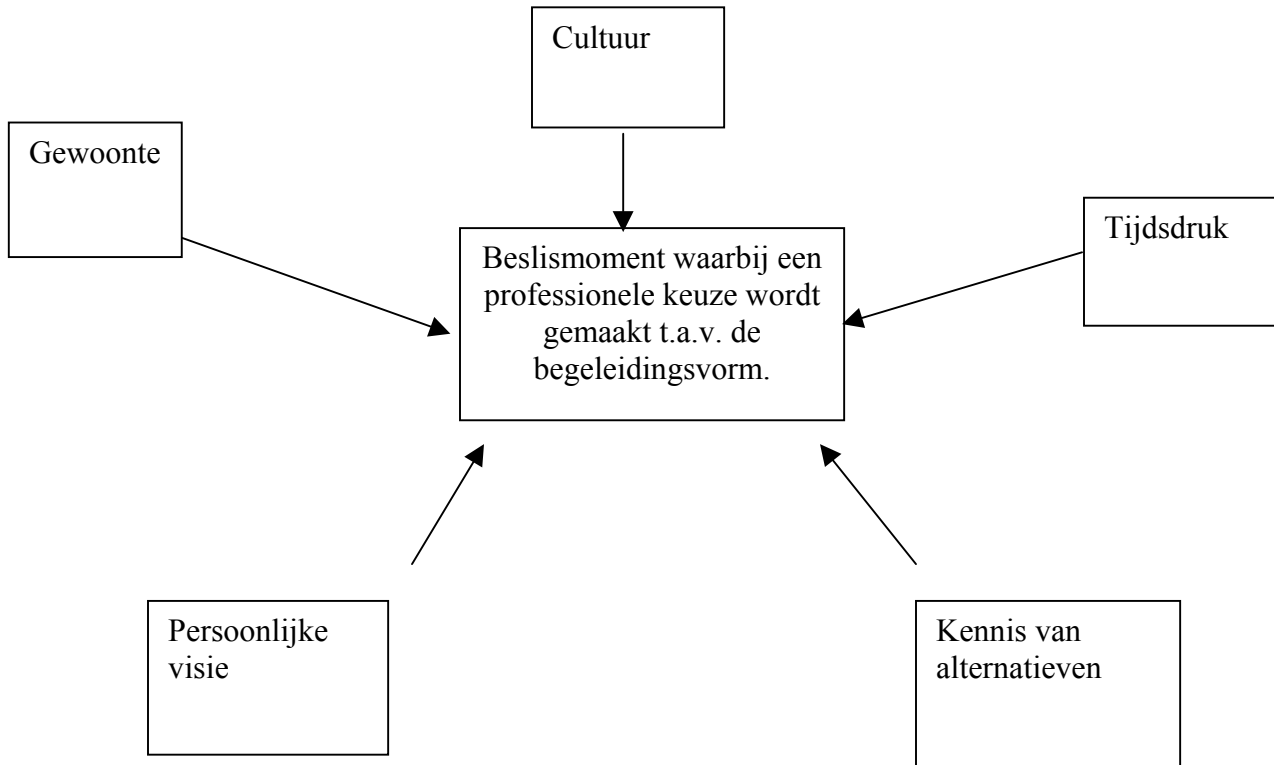 Cultuur
Gewoonte
Tijdsdruk
Beslismoment waarbij een
professionele keuze wordt
gemaakt t.a.v. de
begeleidingsvorm.
Persoonlijke
visie
Kennis van
alternatieven